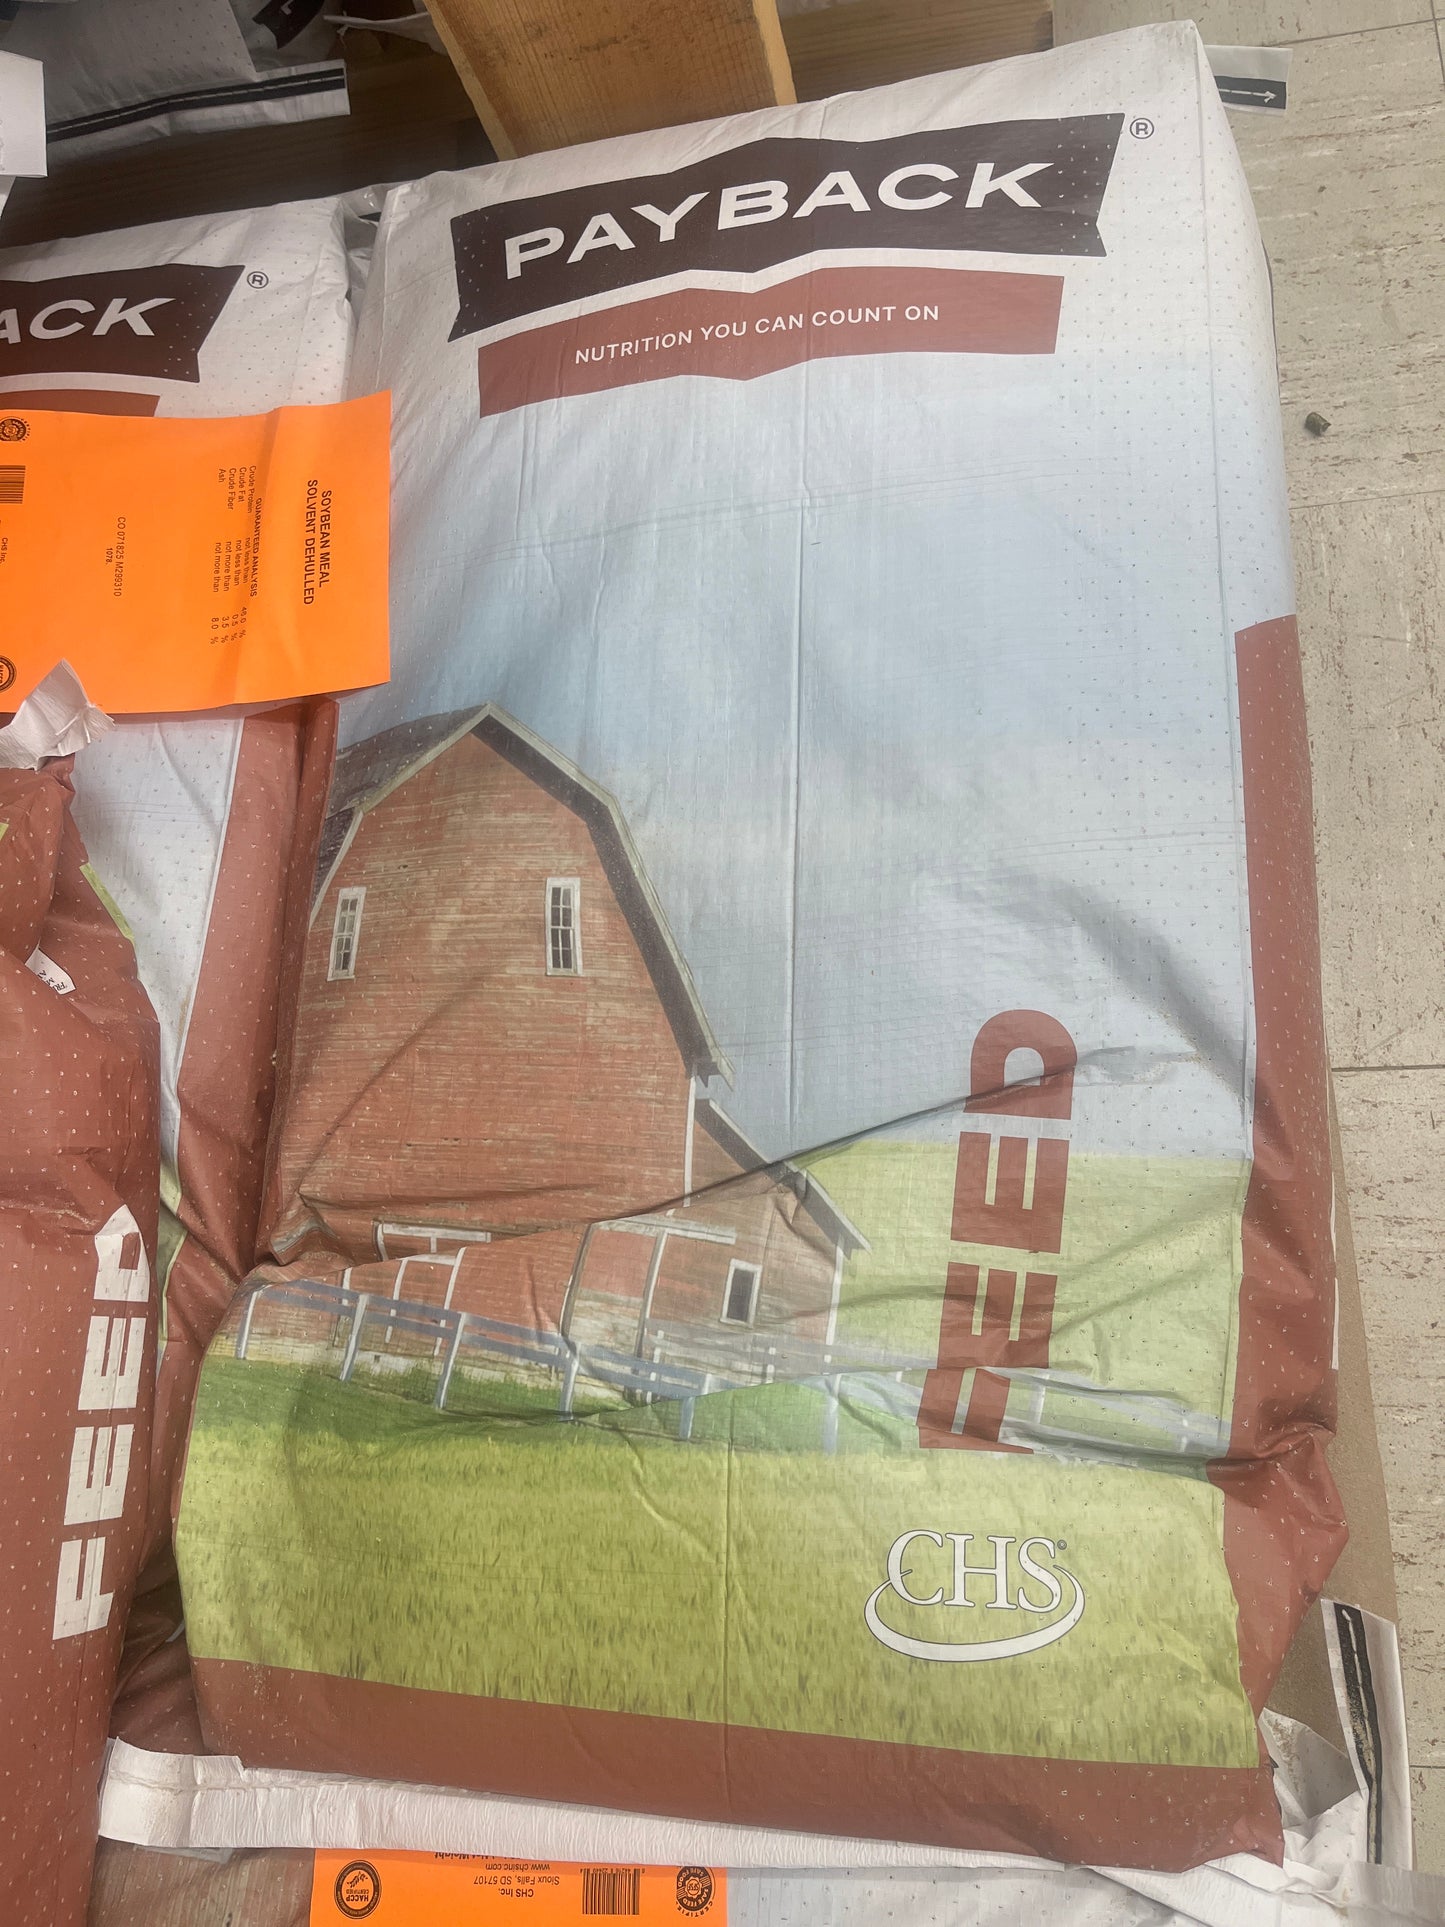 PAYBACK®
NUTRITION YOU CAN COUNT ON
FEED
CHS®
ACK®
SOYBEAN MEAL
SOLVENT DEHULLED
GUARANTEED ANALYSIS
Crude Protein not less than 46.0 %
Crude Fat not less than 0.5 %
Crude Fiber not more than 3.5 %
Ash not more than 8.0 %
CO 071825 M299310
1078.
CHS Inc.
FEED
CHS Inc.
Sioux Falls, SD 57107
www.chsinc.com
HACCP
CERTIFIED